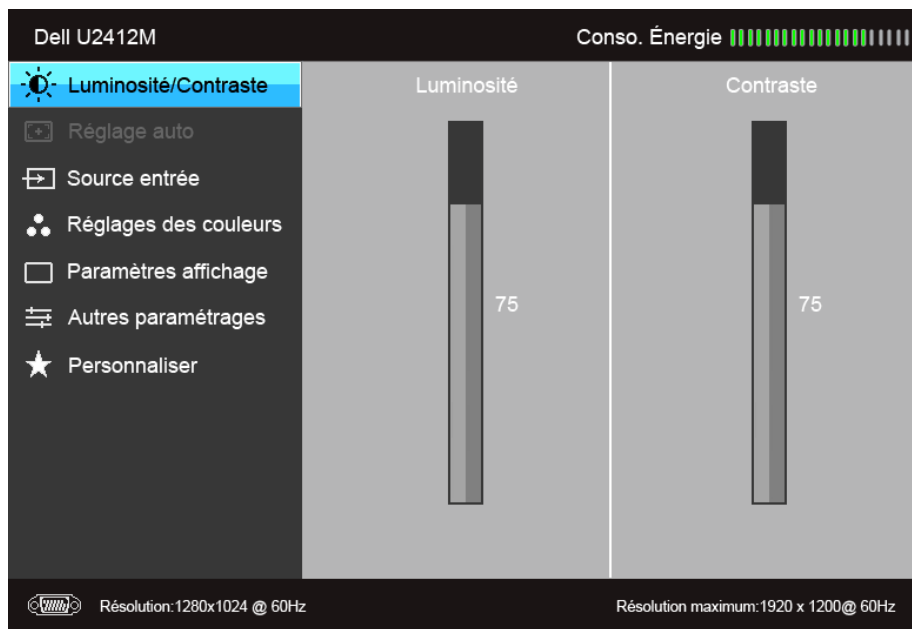 Dell U2412M
Conso. Énergie
Luminosité/Contraste
Réglage auto
Source entrée
Réglages des couleurs
Paramètres affichage
Autres paramétrages
Personnaliser
Luminosité
75
Contraste
75
Résolution:1280x1024 @ 60Hz
Résolution maximum:1920 x 1200@ 60Hz